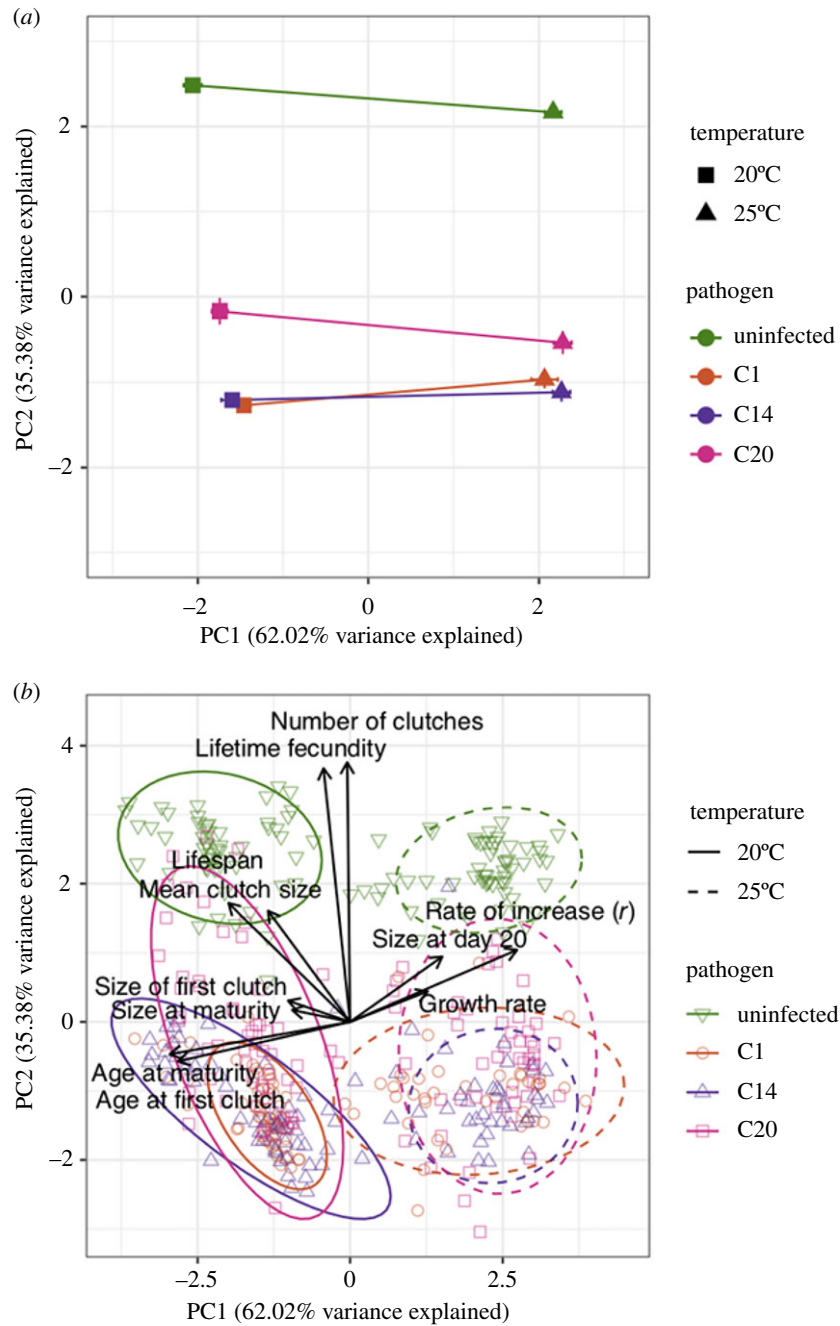 (a)
2
0
−2
PC2 (35.38% variance explained)
−2
0
2
PC1 (62.02% variance explained)
temperature
20ºC
25ºC
pathogen
uninfected
C1
C14
C20
(b)
4
2
0
−2
PC2 (35.38% variance explained)
Number of clutches
Lifetime fecundity
Lifespan
Mean clutch size
Rate of increase (r)
Size at day 20
Size of first clutch
Size at maturity
Growth rate
Age at maturity
Age at first clutch
−2.5
0
2.5
PC1 (62.02% variance explained)
temperature
20ºC
25ºC
pathogen
uninfected
C1
C14
C20